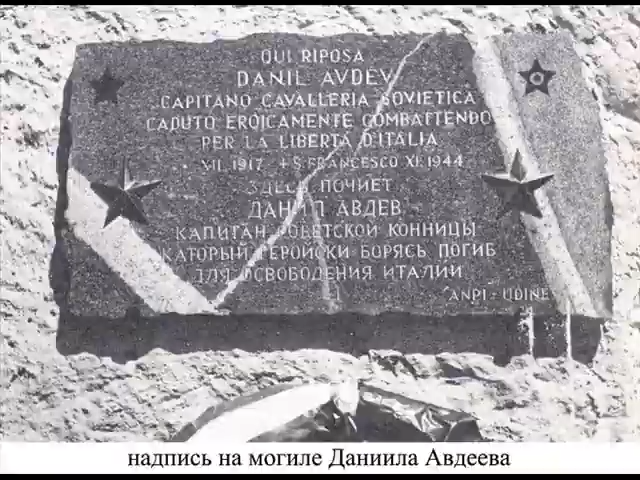 QUI RIPOSA
DANIL AVDEV
CAPITANO CAVALLERIA SOVIETICA
CADUTO EROICAMENTE COMBATTENDO
PER LA LIBERTÀ D'ITALIA
VII. 1917 + S. FRANCESCO XI. 1944
ЗДЕСЬ ПОЧИЕТ
ДАНИЛ АВДЕВ
КАПИТАН СОВЕТСКОЙ КОННИЦЫ
КАТОРЫЙ ГЕРОЙСКИ БОРЯСЬ ПОГИБ
ДЛЯ ОСВОБОДЕНИЯ ИТАЛИИ
ANPI - UDINE
надпись на могиле Даниила Авдеева